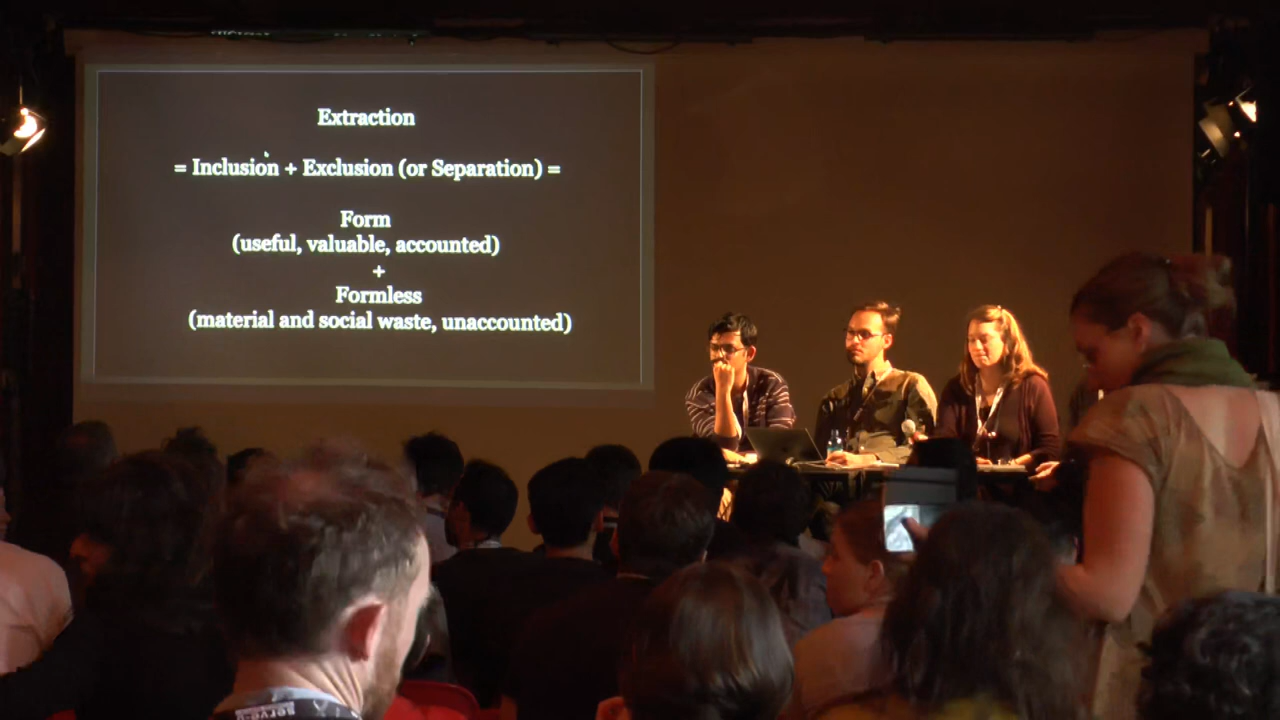 Extraction
= Inclusion + Exclusion (or Separation) =
Form
(useful, valuable, accounted)
+
Formless
(material and social waste, unaccounted)